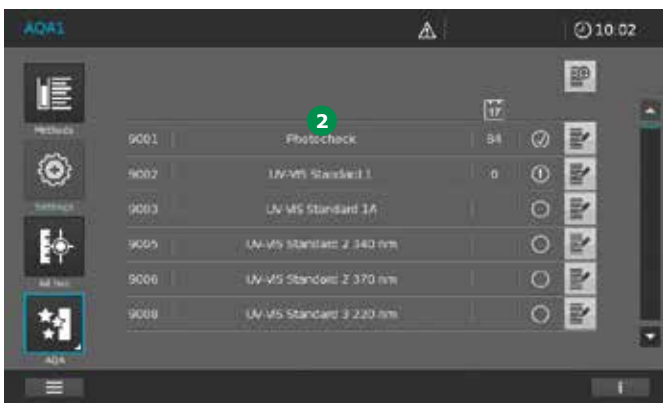 AQA1 10:02
2
17
Methods
9001 Photocheck 84
9002 UV-VIS Standard 1 0
Settings
9003 UV-VIS Standard 1A
9005 UV-VIS Standard 2 340 nm
9006 UV-VIS Standard 2 370 nm
9008 UV-VIS Standard 3 220 nm
AQA
i